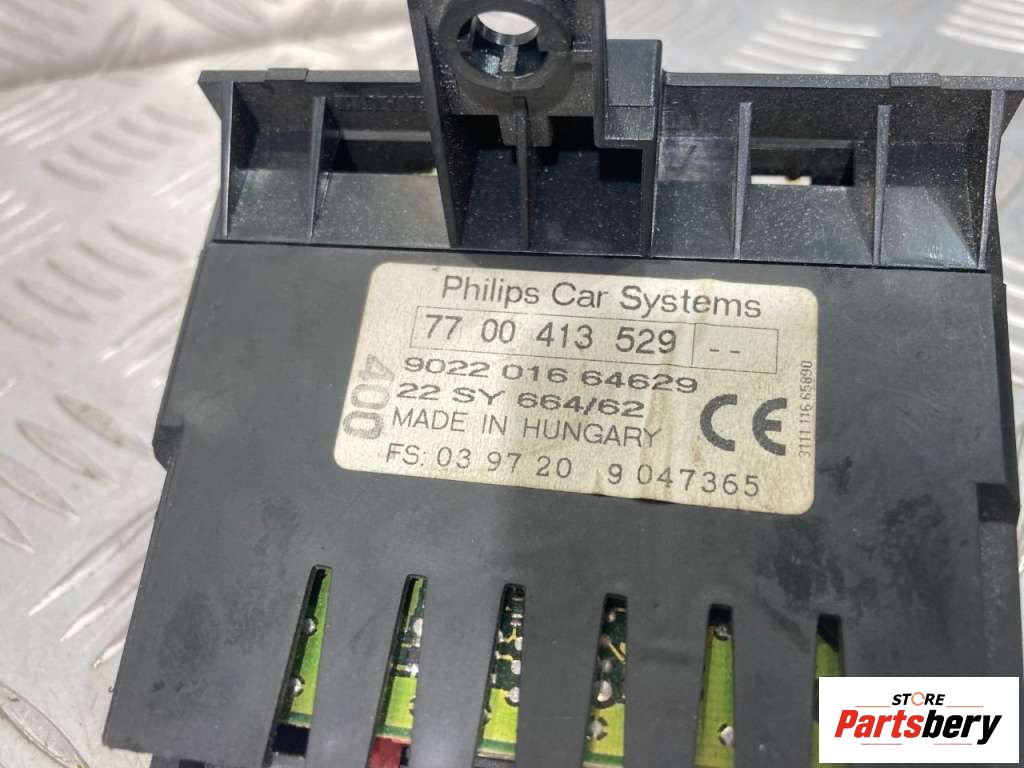 Philips Car Systems
77 00 413 529 --
9022 016 64629
22 SY 664/62
MADE IN HUNGARY
FS: 03 97 20 9 047365
400
CE
3111 116 65890
STORE
Partsbery